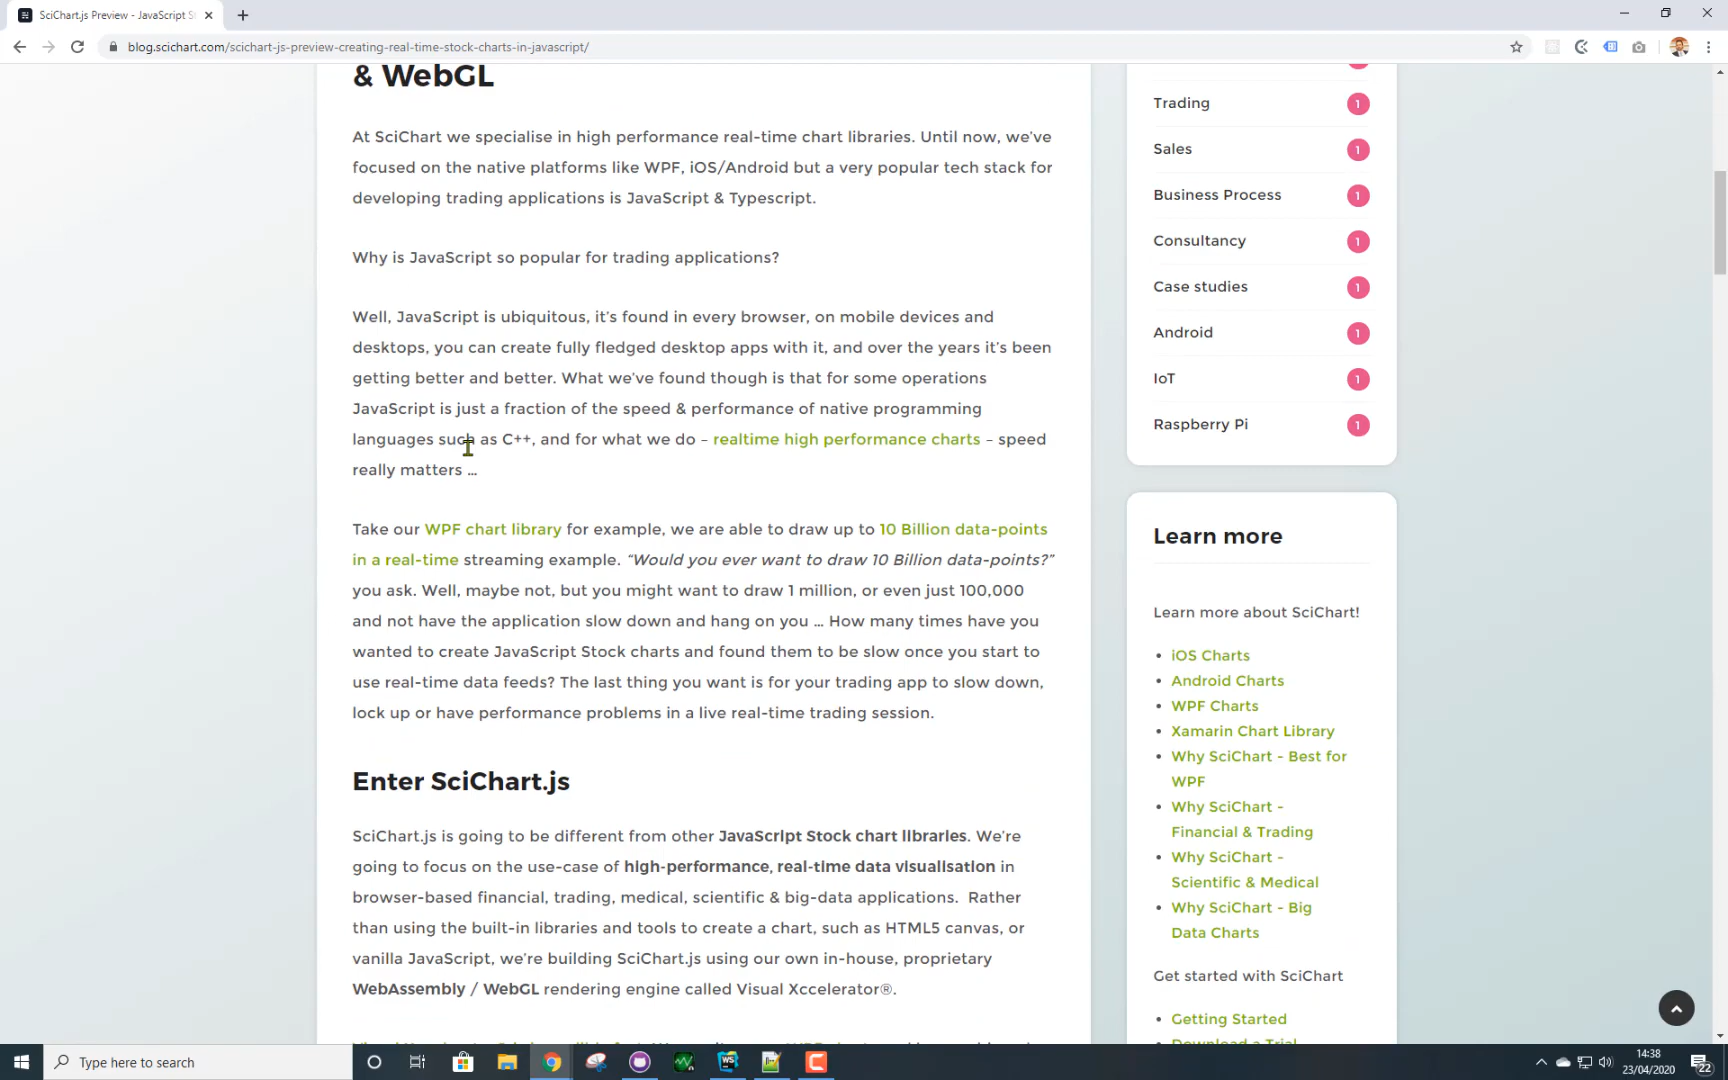 SciChart.js Preview - JavaScript S
blog.scichart.com/scichart-js-preview-creating-real-time-stock-charts-in-javascript/
& WebGL
At SciChart we specialise in high performance real-time chart libraries. Until now, we've
focused on the native platforms like WPF, iOS/Android but a very popular tech stack for
developing trading applications is JavaScript & Typescript.
Why is JavaScript so popular for trading applications?
Well, JavaScript is ubiquitous, it's found in every browser, on mobile devices and
desktops, you can create fully fledged desktop apps with it, and over the years it's been
getting better and better. What we've found though is that for some operations
JavaScript is just a fraction of the speed & performance of native programming
languages such as C++, and for what we do – realtime high performance charts – speed
really matters …
Take our WPF chart library for example, we are able to draw up to 10 Billion data-points
in a real-time streaming example. “Would you ever want to draw 10 Billion data-points?”
you ask. Well, maybe not, but you might want to draw 1 million, or even just 100,000
and not have the application slow down and hang on you … How many times have you
wanted to create JavaScript Stock charts and found them to be slow once you start to
use real-time data feeds? The last thing you want is for your trading app to slow down,
lock up or have performance problems in a live real-time trading session.
Enter SciChart.js
SciChart.js is going to be different from other JavaScript Stock chart libraries. We're
going to focus on the use-case of high-performance, real-time data visualisation in
browser-based financial, trading, medical, scientific & big-data applications. Rather
than using the built-in libraries and tools to create a chart, such as HTML5 canvas, or
vanilla JavaScript, we're building SciChart.js using our own in-house, proprietary
WebAssembly / WebGL rendering engine called Visual Xccelerator®.
Trading 1
Sales 1
Business Process 1
Consultancy 1
Case studies 1
Android 1
IoT 1
Raspberry Pi 1
Learn more
Learn more about SciChart!
• iOS Charts
• Android Charts
• WPF Charts
• Xamarin Chart Library
• Why SciChart - Best for
WPF
• Why SciChart -
Financial & Trading
• Why SciChart -
Scientific & Medical
• Why SciChart - Big
Data Charts
Get started with SciChart
• Getting Started
Type here to search
WS
14:38
23/04/2020
22